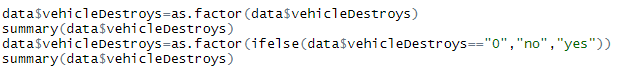 data$vehicleDestroys=as.factor(data$vehicleDestroys)
summary(data$vehicleDestroys)
data$vehicleDestroys=as.factor(ifelse(data$vehicleDestroys=="0","no","yes"))
summary(data$vehicleDestroys)